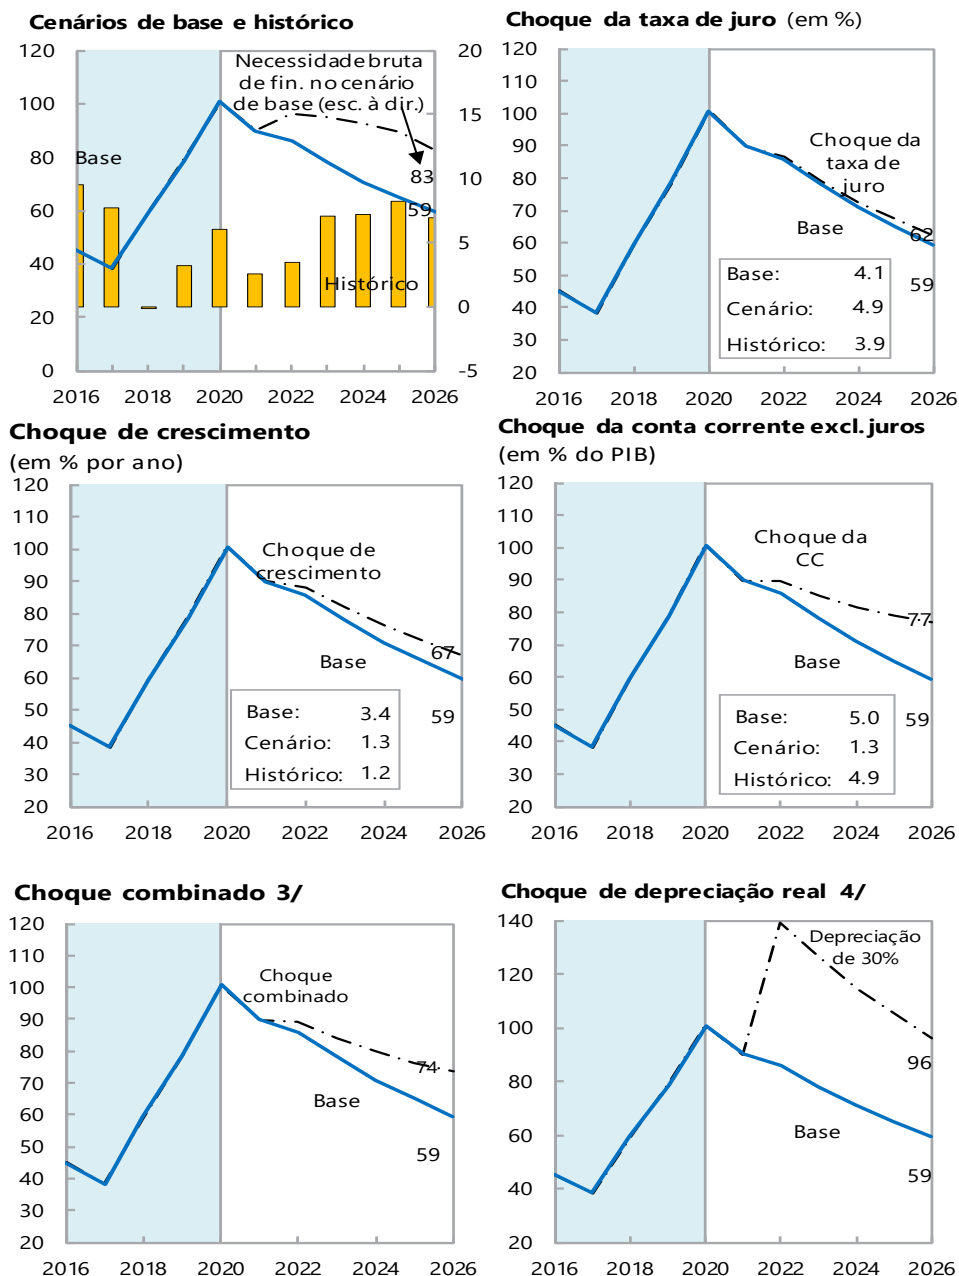 Cenários de base e histórico
120
100
80
60
40
20
0
20
15
10
5
0
-5
Necessidade bruta
de fin. no cenário
de base (esc. à dir.)
Base
83
59
Histórico
2016 2018 2020 2022 2024 2026
Choque da taxa de juro (em %)
120
110
100
90
80
70
60
50
40
30
20
Choque da
taxa de
juro
Base
62
59
Base: 4.1
Cenário: 4.9
Histórico: 3.9
2016 2018 2020 2022 2024 2026
Choque de crescimento
(em % por ano)
120
110
100
90
80
70
60
50
40
30
20
Choque de
crescimento
67
Base
59
Base: 3.4
Cenário: 1.3
Histórico: 1.2
2016 2018 2020 2022 2024 2026
Choque da conta corrente excl. juros
(em % do PIB)
120
110
100
90
80
70
60
50
40
30
20
Choque da
CC
77
Base
59
Base: 5.0
Cenário: 1.3
Histórico: 4.9
2016 2018 2020 2022 2024 2026
Choque combinado 3/
120
110
100
90
80
70
60
50
40
30
20
Choque
combinado
74
Base
59
2016 2018 2020 2022 2024 2026
Choque de depreciação real 4/
140
120
100
80
60
40
20
Depreciação
de 30%
96
Base
59
2016 2018 2020 2022 2024 2026